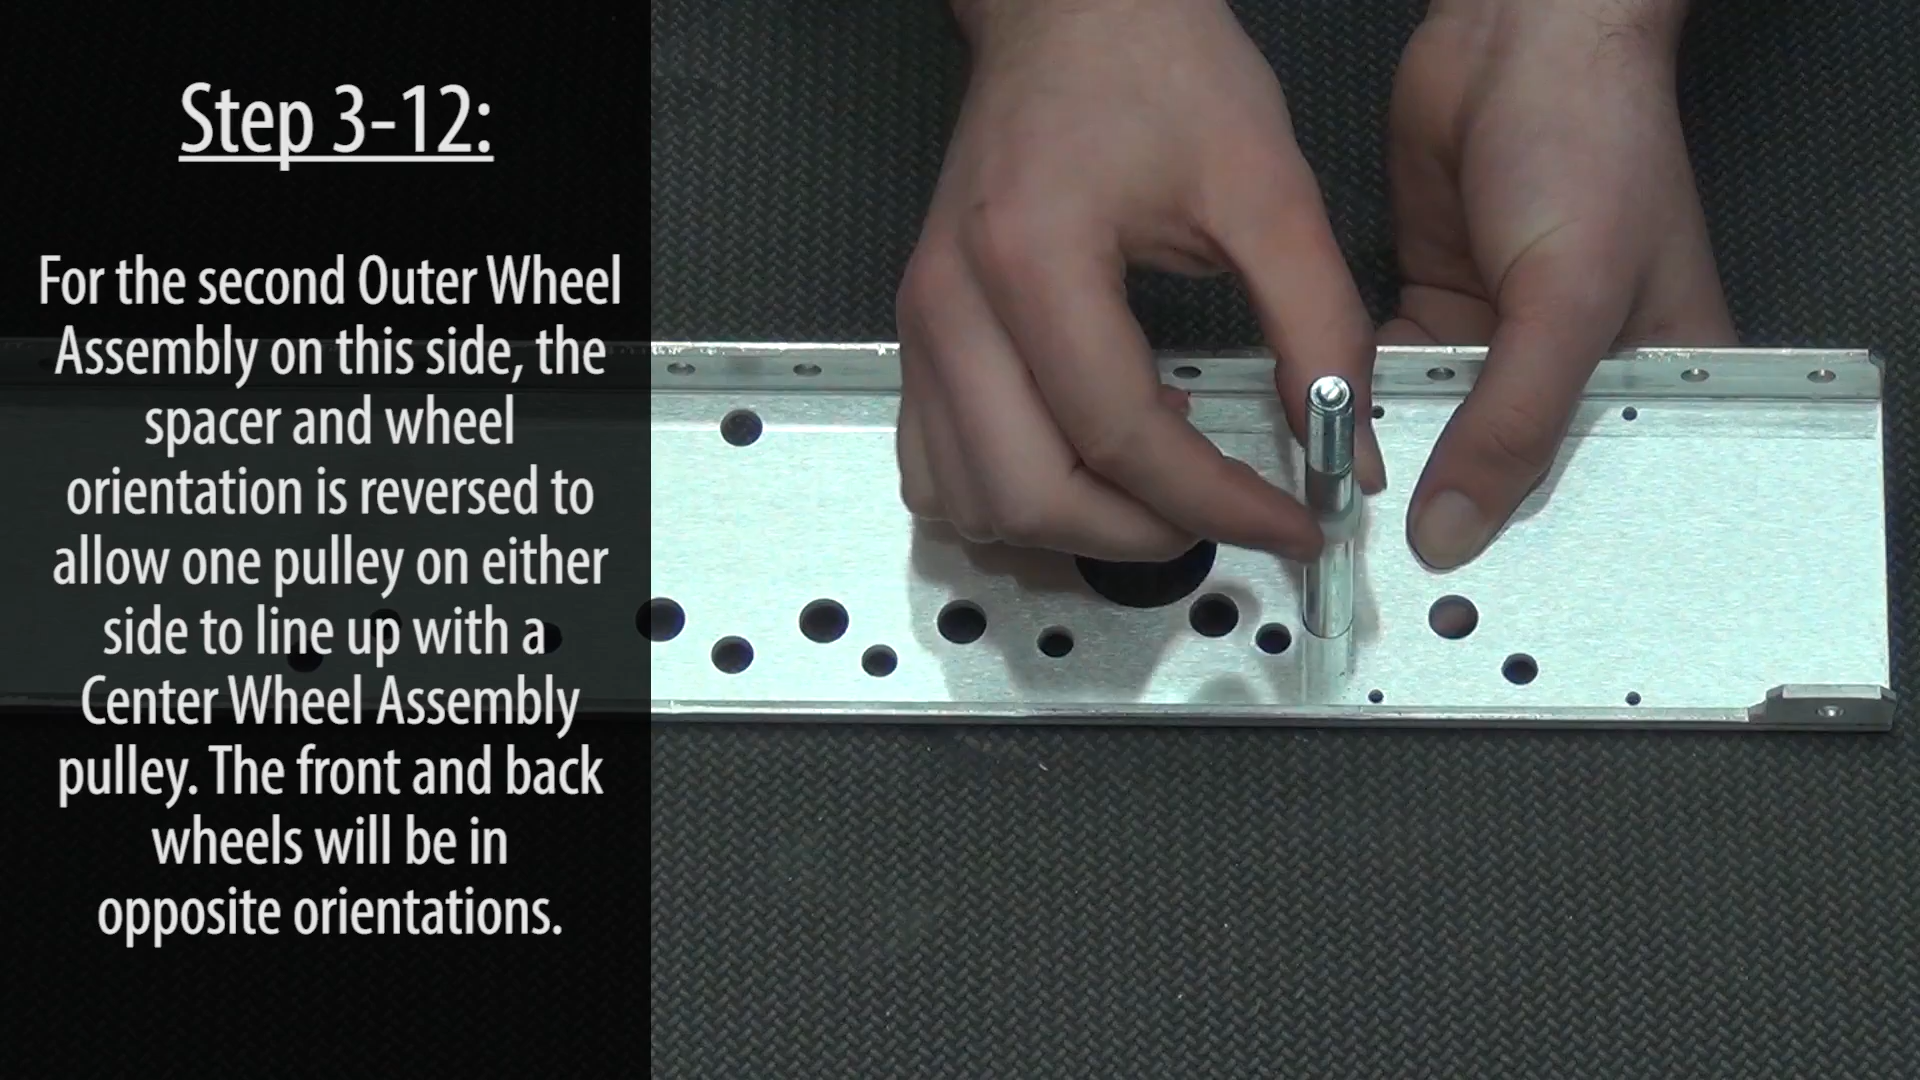 Step 3-12:
For the second Outer Wheel
Assembly on this side, the
spacer and wheel
orientation is reversed to
allow one pulley on either
side to line up with a
Center Wheel Assembly
pulley. The front and back
wheels will be in
opposite orientations.